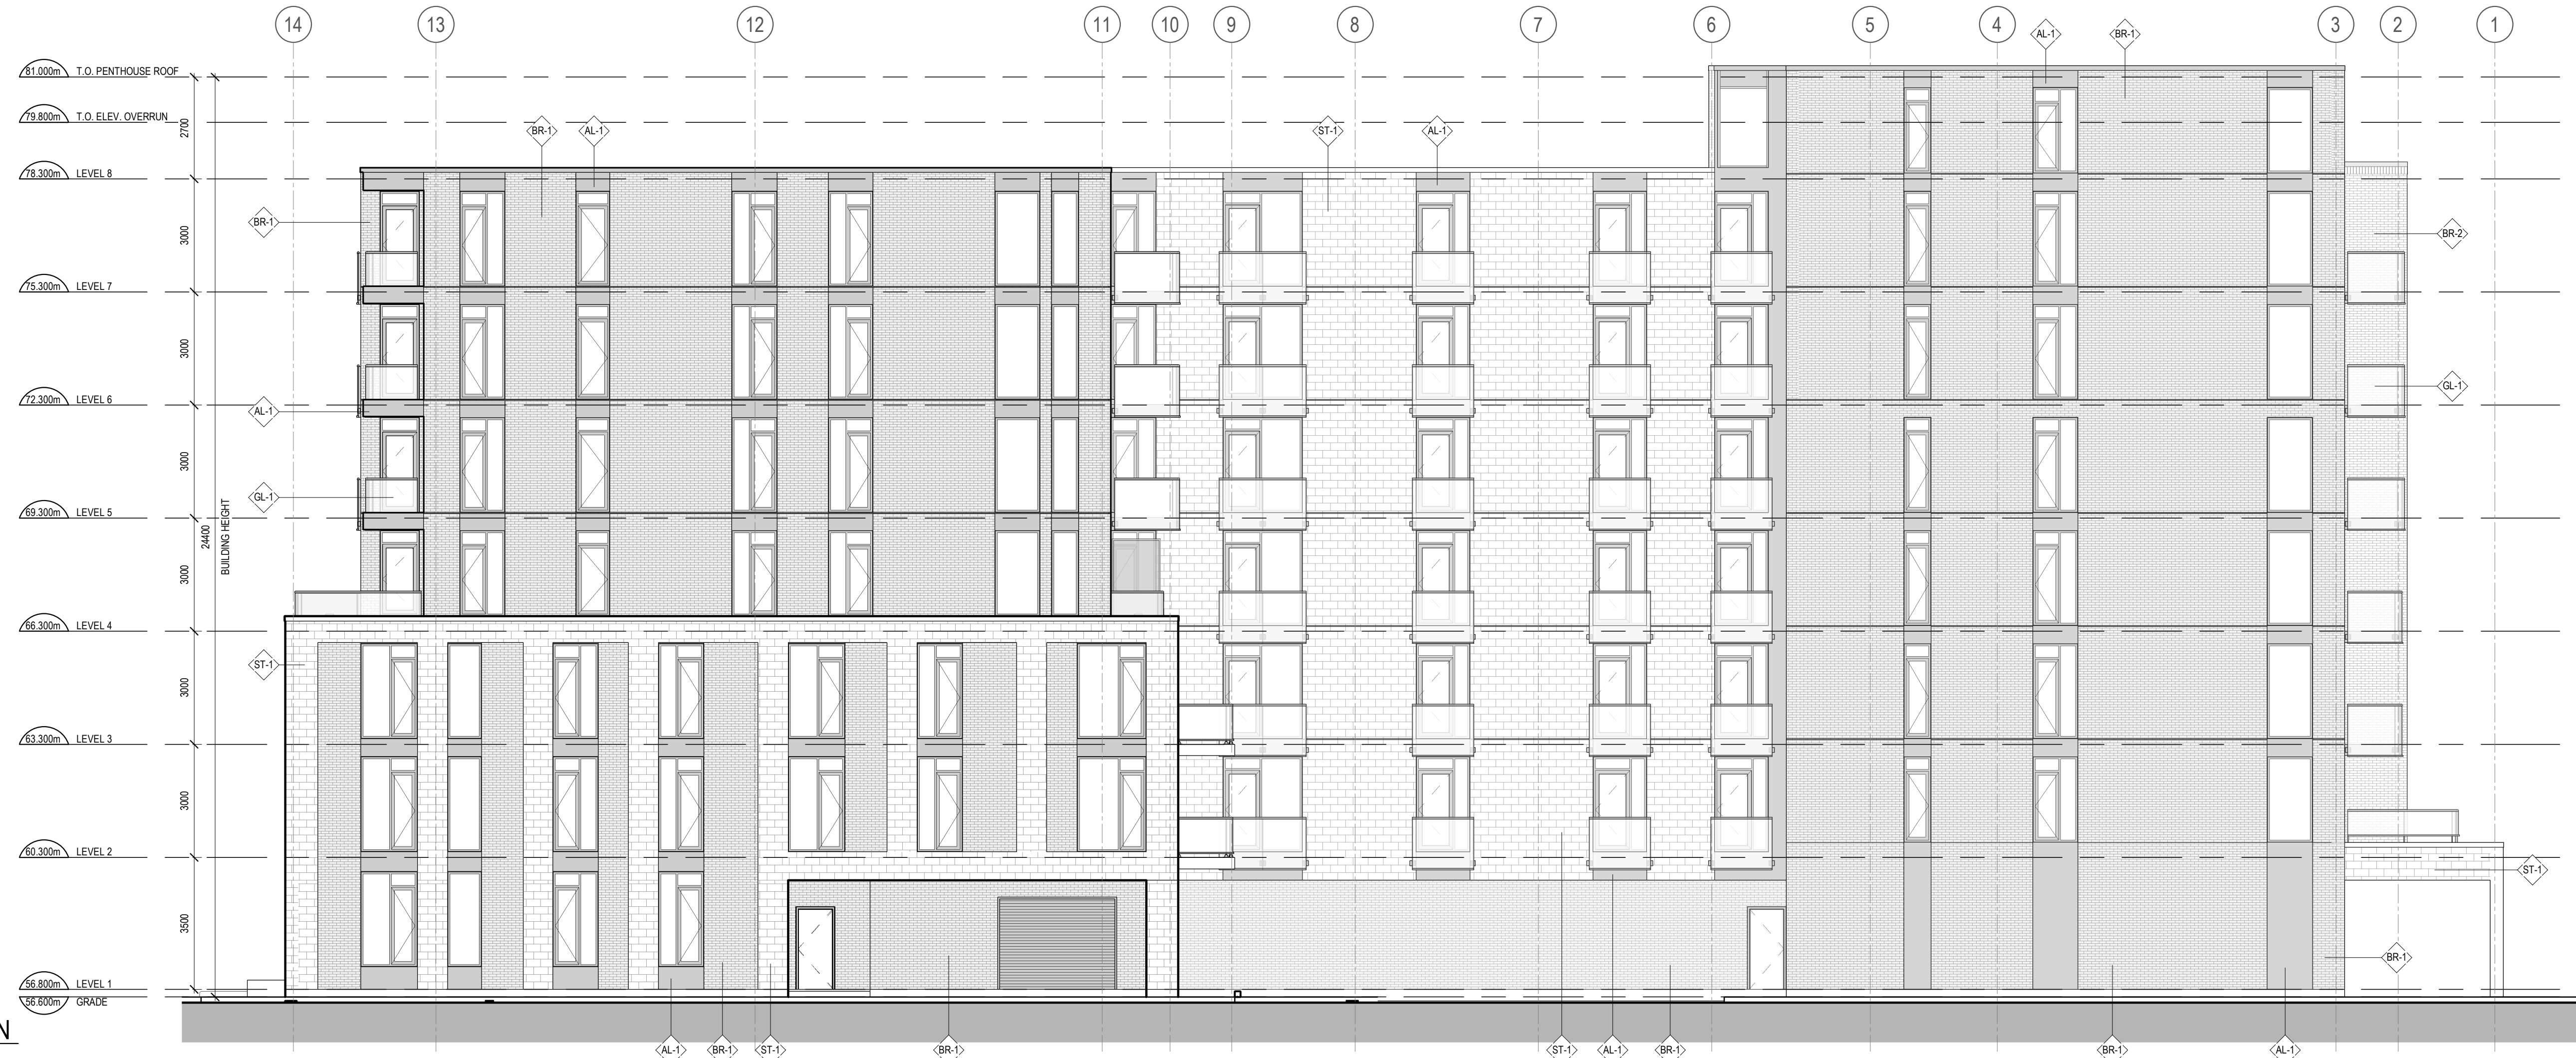 14 13 12 11 10 9 8 7 6 5 4 3 2 1
AL-1 BR-1
81.000m T.O. PENTHOUSE ROOF
79.800m T.O. ELEV. OVERRUN
2700
BR-1 AL-1 ST-1 AL-1
78.300m LEVEL 8
BR-1
3000
BR-2
75.300m LEVEL 7
3000
GL-1
72.300m LEVEL 6
AL-1
3000
GL-1
69.300m LEVEL 5
24400
BUILDING HEIGHT
3000
66.300m LEVEL 4
ST-1
3000
63.300m LEVEL 3
3000
60.300m LEVEL 2
ST-1
3500
BR-1
56.800m LEVEL 1
56.600m GRADE
N
AL-1 BR-1 ST-1 BR-1 ST-1 AL-1 BR-1 BR-1 AL-1